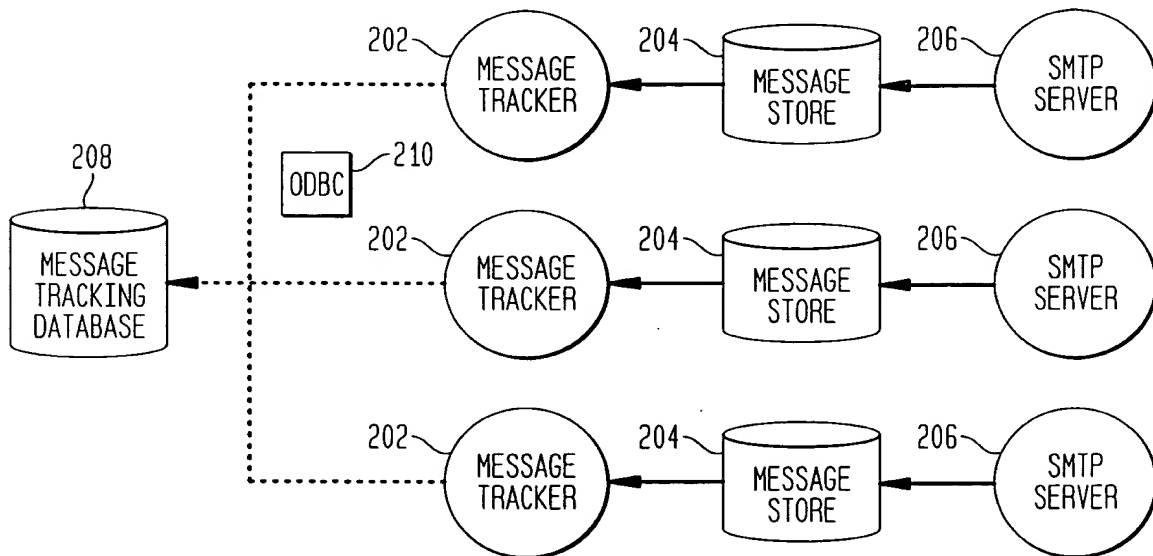 202
MESSAGE
TRACKER
204
MESSAGE
STORE
206
SMTP
SERVER
208
MESSAGE
TRACKING
DATABASE
ODBC
210
202
MESSAGE
TRACKER
204
MESSAGE
STORE
206
SMTP
SERVER
202
MESSAGE
TRACKER
204
MESSAGE
STORE
206
SMTP
SERVER